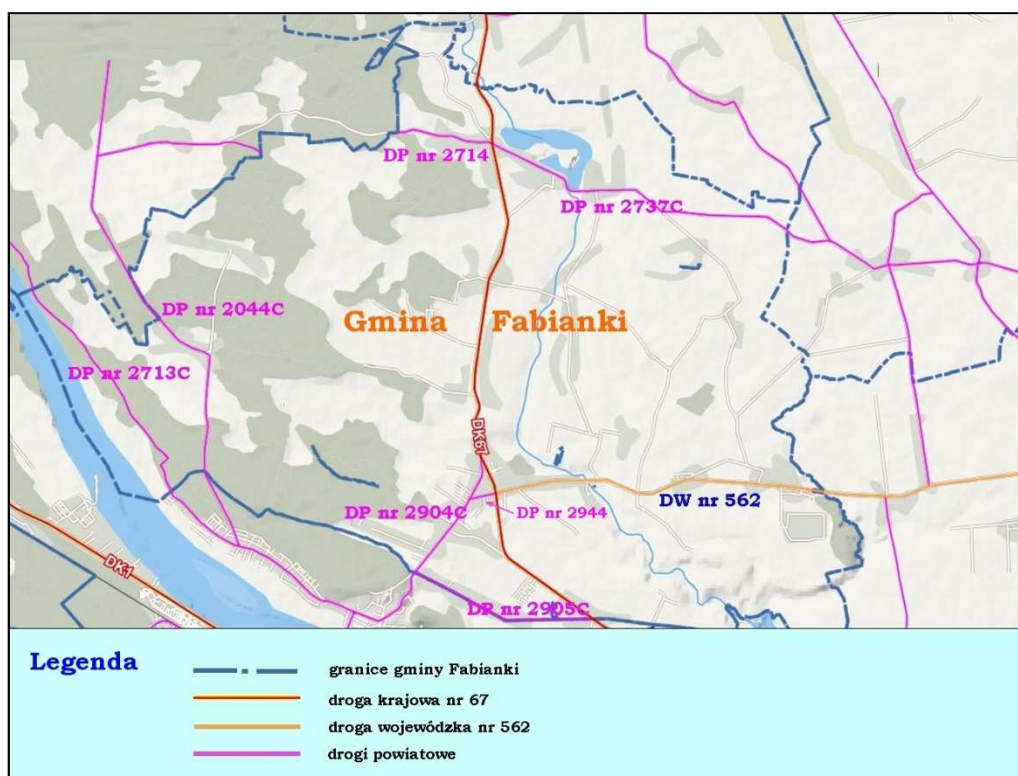 DP nr 2714
DP nr 2737C
DP nr 2044C
Gmina Fabianki
DP nr 2713C
DK67
DW nr 562
DP nr 2904C
DP nr 2944
DK1
DP nr 2905C
Legenda
granice gminy Fabianki
droga krajowa nr 67
droga wojewódzka nr 562
drogi powiatowe